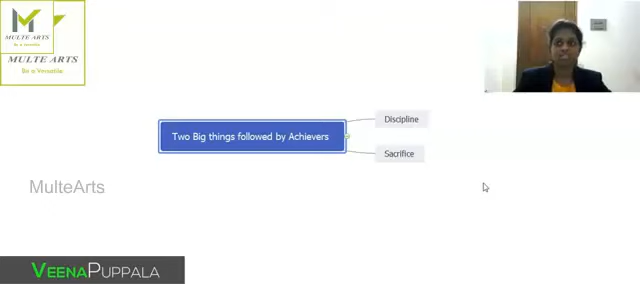 MULTE ARTS
Be a Versatile
MULTE ARTS
Be a Versatile
Two Big things followed by Achievers
Discipline
Sacrifice
MulteArts
VEENAPUPPALA